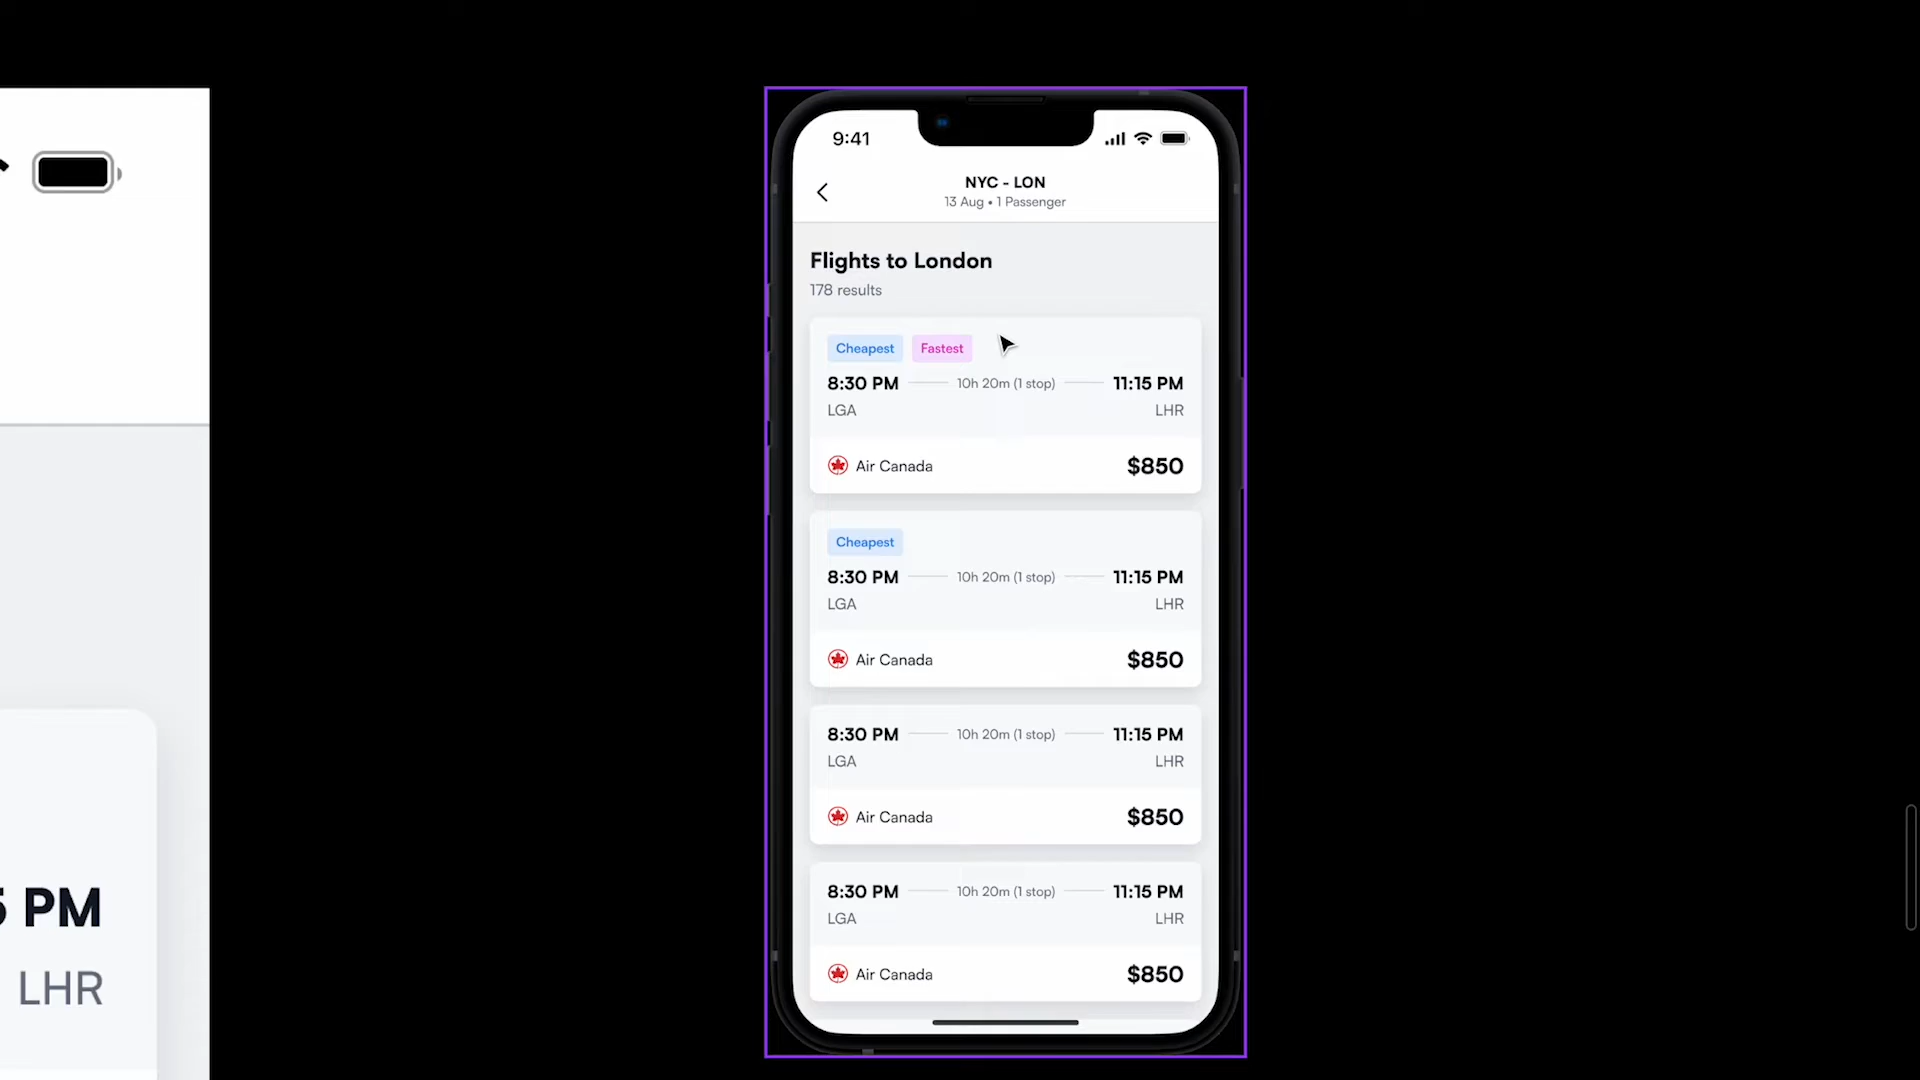 9:41
NYC - LON
13 Aug • 1 Passenger
Flights to London
178 results
Cheapest Fastest
8:30 PM 10h 20m (1 stop) 11:15 PM
LGA LHR
Air Canada $850
Cheapest
8:30 PM 10h 20m (1 stop) 11:15 PM
LGA LHR
Air Canada $850
8:30 PM 10h 20m (1 stop) 11:15 PM
LGA LHR
Air Canada $850
8:30 PM 10h 20m (1 stop) 11:15 PM
LGA LHR
Air Canada $850
5 PM
LHR